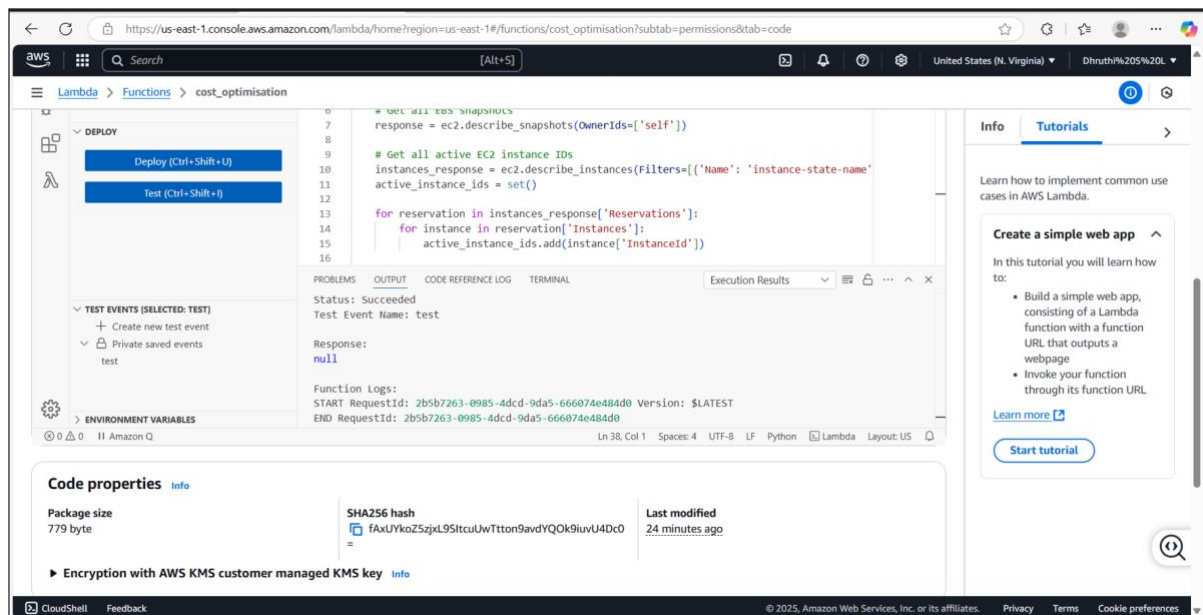 https://us-east-1.console.aws.amazon.com/lambda/home?region=us-east-1#/functions/cost_optimisation?subtab=permissions&tab=code
aws
Search [Alt+S]
United States (N. Virginia) ▼ Dhruthi%20S%20L ▼
Lambda > Functions > cost_optimisation
DEPLOY
Deploy (Ctrl+Shift+U)
Test (Ctrl+Shift+I)
TEST EVENTS [SELECTED: TEST]
Create new test event
Private saved events
test
ENVIRONMENT VARIABLES
6 # Get all EBS snapshots
7 response = ec2.describe_snapshots(OwnerIds=['self'])
8
9 # Get all active EC2 instance IDs
10 instances_response = ec2.describe_instances(Filters=[{'Name': 'instance-state-name'
11 active_instance_ids = set()
12
13 for reservation in instances_response['Reservations']:
14 for instance in reservation['Instances']:
15 active_instance_ids.add(instance['InstanceId'])
16
PROBLEMS OUTPUT CODE REFERENCE LOG TERMINAL Execution Results
Status: Succeeded
Test Event Name: test
Response:
null
Function Logs:
START RequestId: 2b5b7263-0985-4dcd-9da5-666074e484d0 Version: $LATEST
END RequestId: 2b5b7263-0985-4dcd-9da5-666074e484d0
0 0 Amazon Q Ln 38, Col 1 Spaces: 4 UTF-8 LF Python Lambda Layout: US
Info Tutorials
Learn how to implement common use
cases in AWS Lambda.
Create a simple web app
In this tutorial you will learn how
to:
• Build a simple web app,
consisting of a Lambda
function with a function
URL that outputs a
webpage
• Invoke your function
through its function URL
Learn more
Start tutorial
Code properties Info
Package size
779 byte
SHA256 hash
fAxUYkoZ5zjxL9SItcuUwTtton9avdYQOk9iuvU4Dc0
=
Last modified
24 minutes ago
Encryption with AWS KMS customer managed KMS key Info
CloudShell Feedback © 2025, Amazon Web Services, Inc. or its affiliates. Privacy Terms Cookie preferences